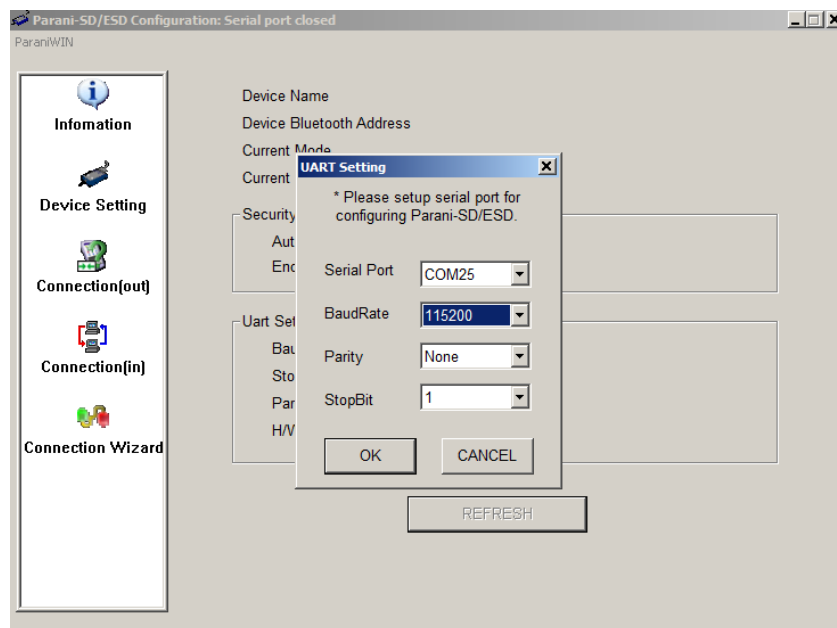 Parani-SD/ESD Configuration: Serial port closed
ParaniWIN
Infomation
Device Setting
Connection(out)
Connection(in)
Connection Wizard
Device Name
Device Bluetooth Address
Current Mode
Current
Security
Aut
Enc
Uart Set
Bau
Sto
Par
H/W
REFRESH
UART Setting
* Please setup serial port for
configuring Parani-SD/ESD.
Serial Port COM25
BaudRate 115200
Parity None
StopBit 1
OK CANCEL